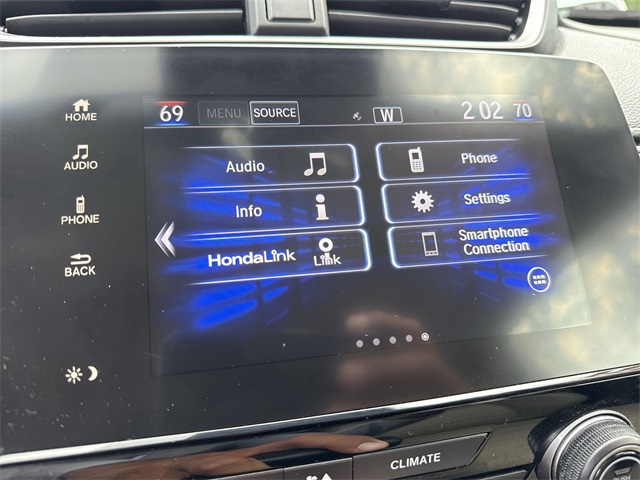 69 MENU SOURCE W 2 02 70
HOME
AUDIO
PHONE
BACK
Audio
Phone
Info
Settings
HondaLink Link
Smartphone
Connection
CLIMATE